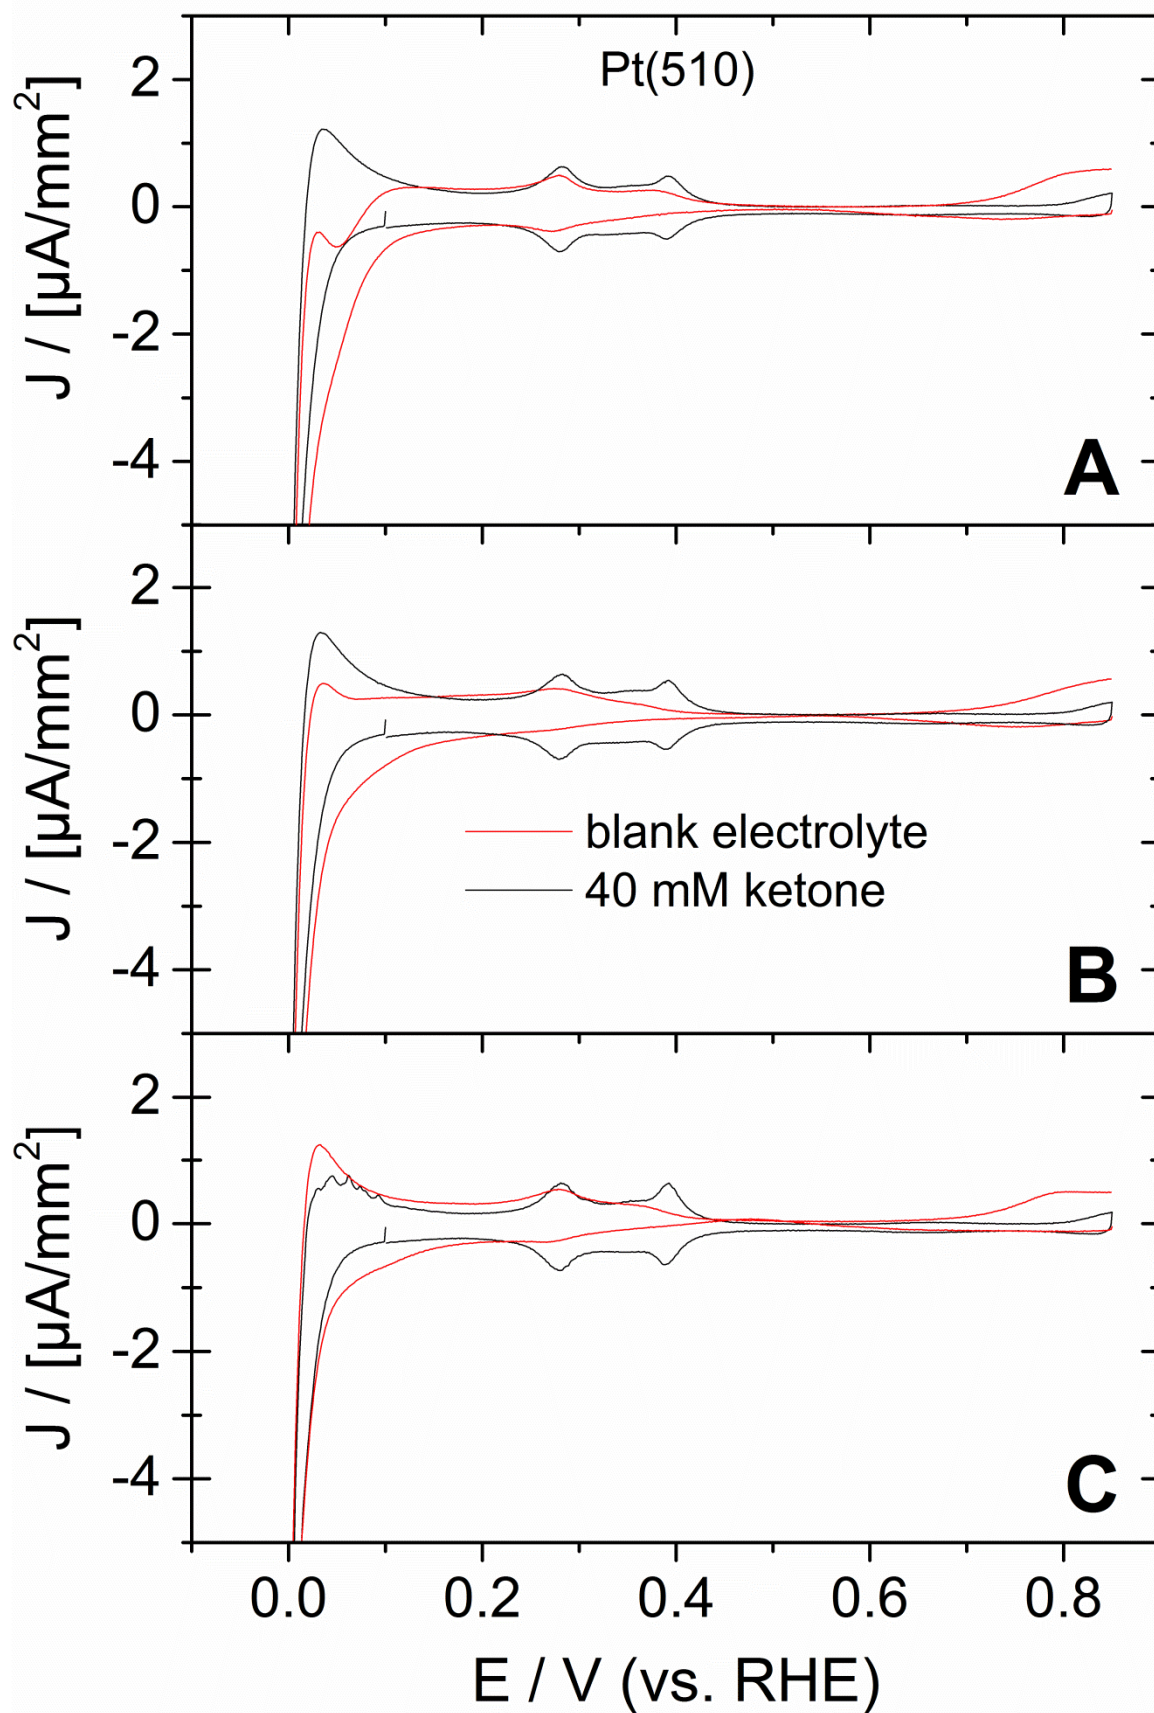 Pt(510)
2
0
-2
-4
J / [µA/mm²]
A
2
0
-2
-4
J / [µA/mm²]
blank electrolyte
40 mM ketone
B
2
0
-2
-4
J / [µA/mm²]
C
0.0 0.2 0.4 0.6 0.8
E / V (vs. RHE)